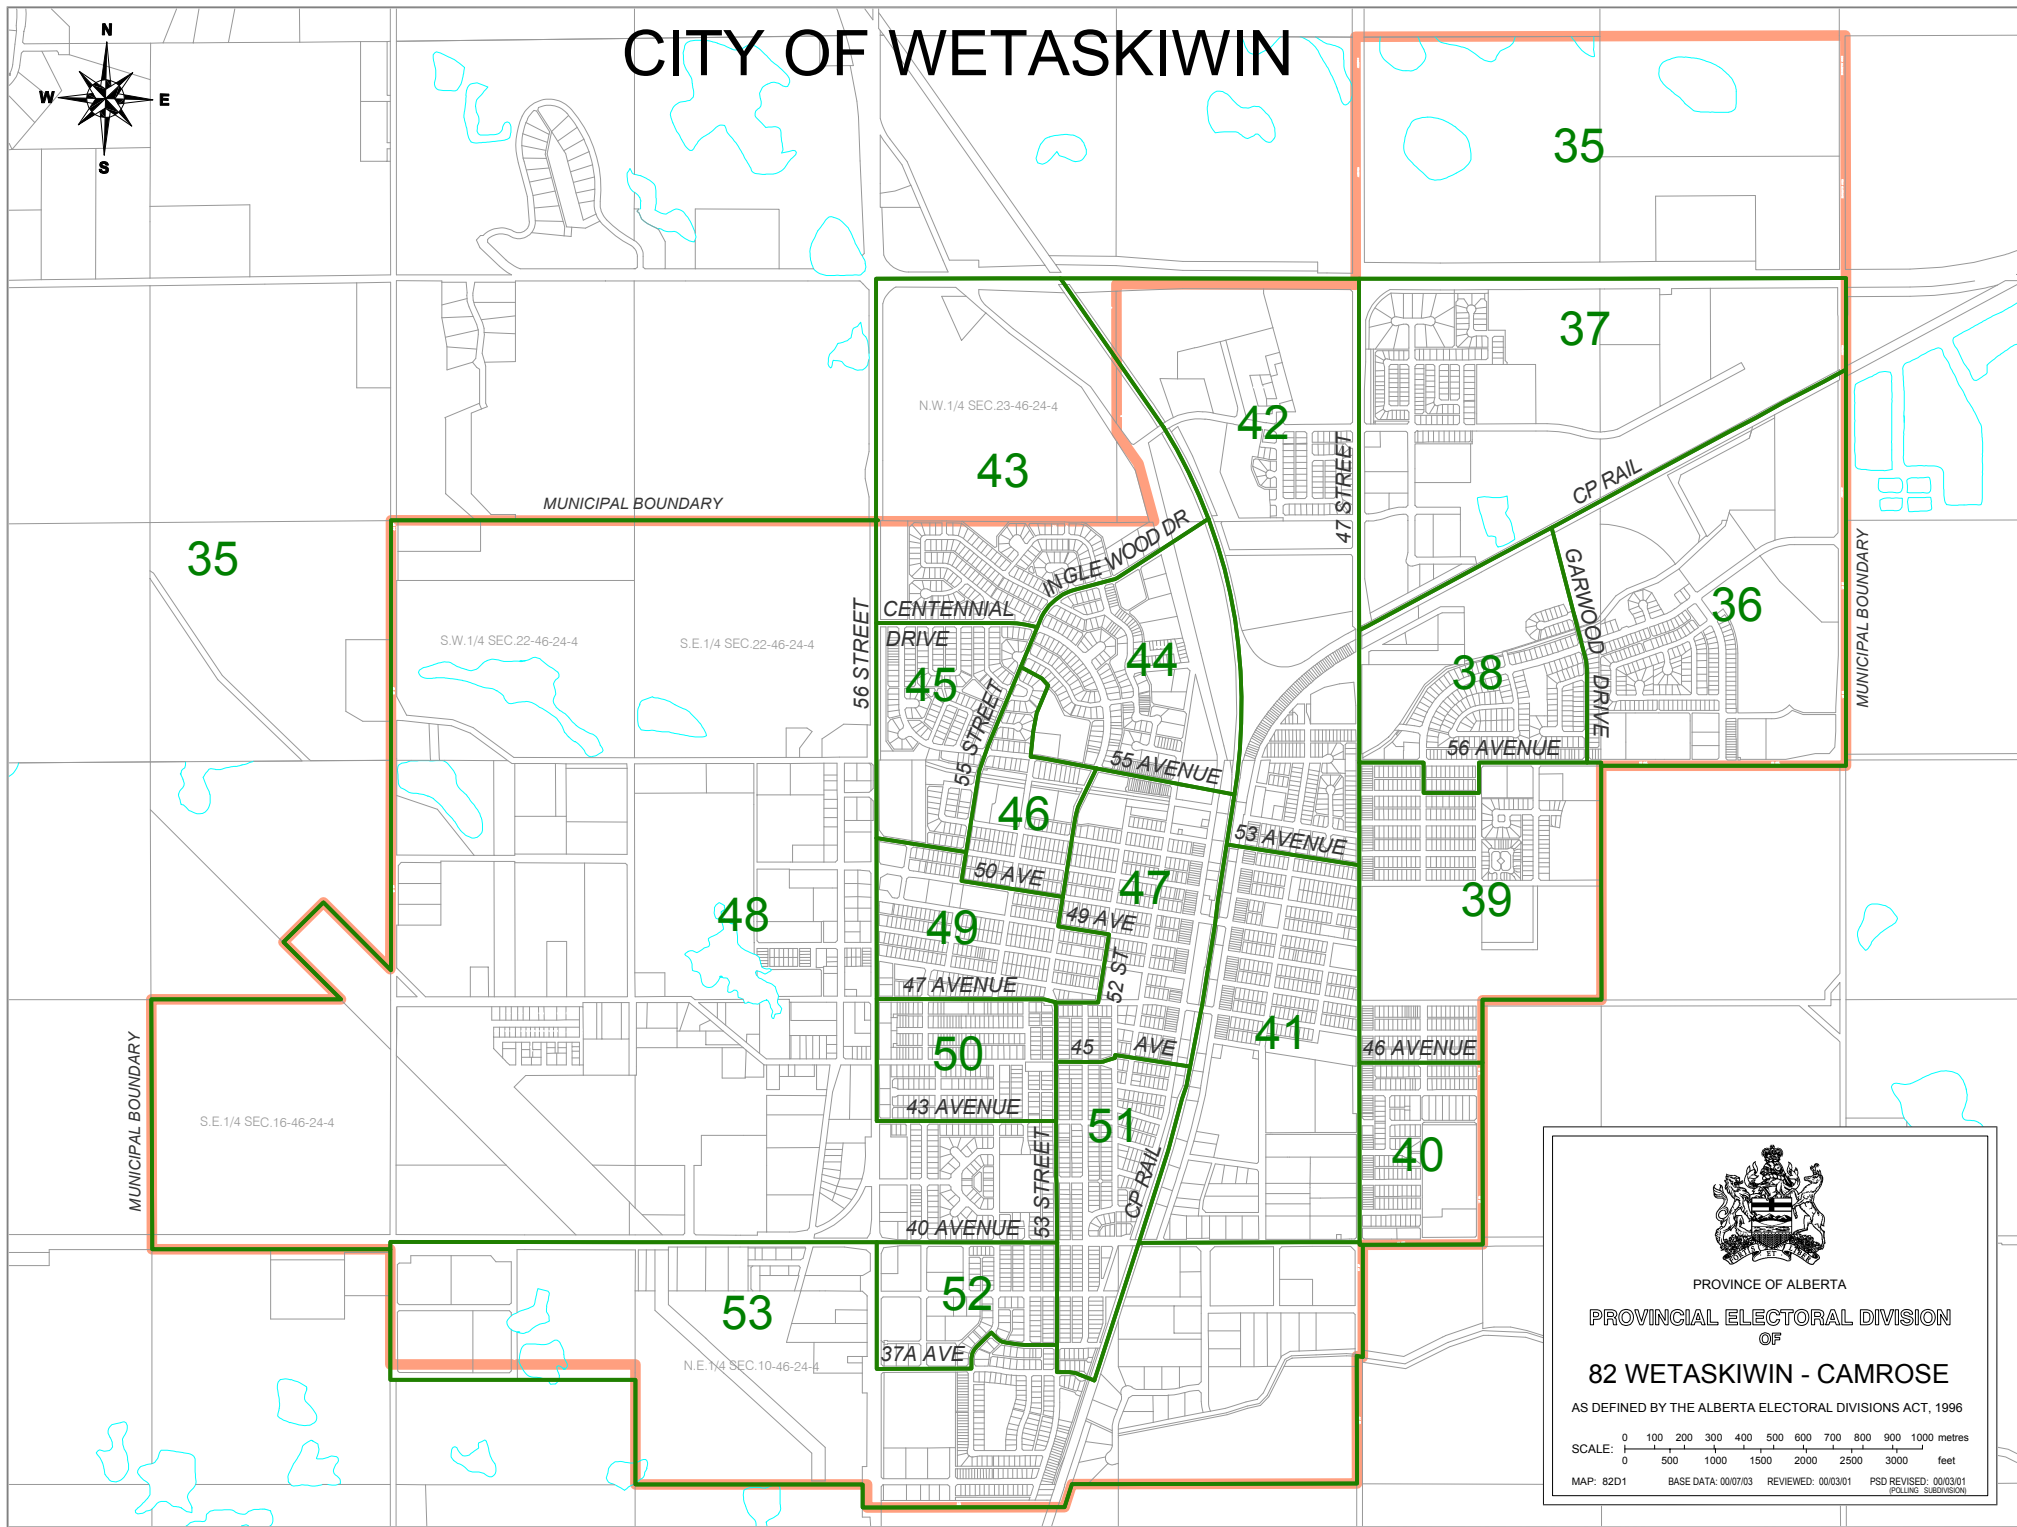 CITY OF WETASKIWIN
N
W
E
S
35
37
N.W.1/4 SEC.23-46-24-4
42
43
47 STREET
CP RAIL
MUNICIPAL BOUNDARY
INGLEWOOD DR
35
GARWOOD
DRIVE
36
MUNICIPAL BOUNDARY
56 STREET
CENTENNIAL
DRIVE
S.W.1/4 SEC.22-46-24-4
S.E.1/4 SEC.22-46-24-4
44
38
45
55 STREET
56 AVENUE
55 AVENUE
46
53 AVENUE
50 AVE
47
39
48
49
49 AVE
52 ST
47 AVENUE
41
50
45 AVE
46 AVENUE
MUNICIPAL BOUNDARY
S.E.1/4 SEC.16-46-24-4
43 AVENUE
51
53 STREET
CP RAIL
40
40 AVENUE
52
53
37A AVE
N.E.1/4 SEC.10-46-24-4
PROVINCE OF ALBERTA
PROVINCIAL ELECTORAL DIVISION
OF
82 WETASKIWIN - CAMROSE
AS DEFINED BY THE ALBERTA ELECTORAL DIVISIONS ACT, 1996
0 100 200 300 400 500 600 700 800 900 1000 metres
SCALE:
0 500 1000 1500 2000 2500 3000 feet
MAP: 82D1 BASE DATA: 00/07/03 REVIEWED: 00/03/01 PSD REVISED: 00/03/01
(POLLING SUBDIVISION)